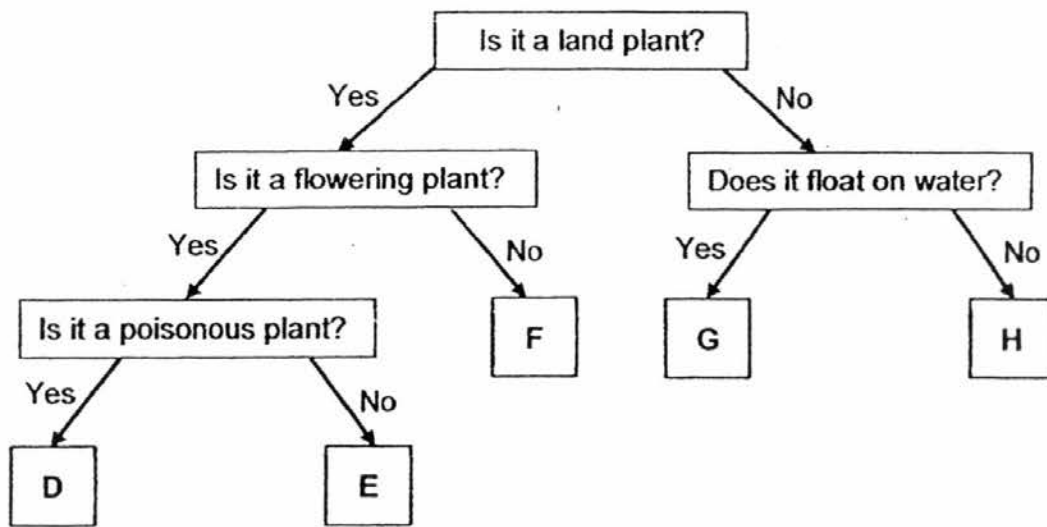 Is it a land plant?
Yes
No
Is it a flowering plant?
Does it float on water?
Yes
No
Yes
No
Is it a poisonous plant?
F
G
H
Yes
No
D
E